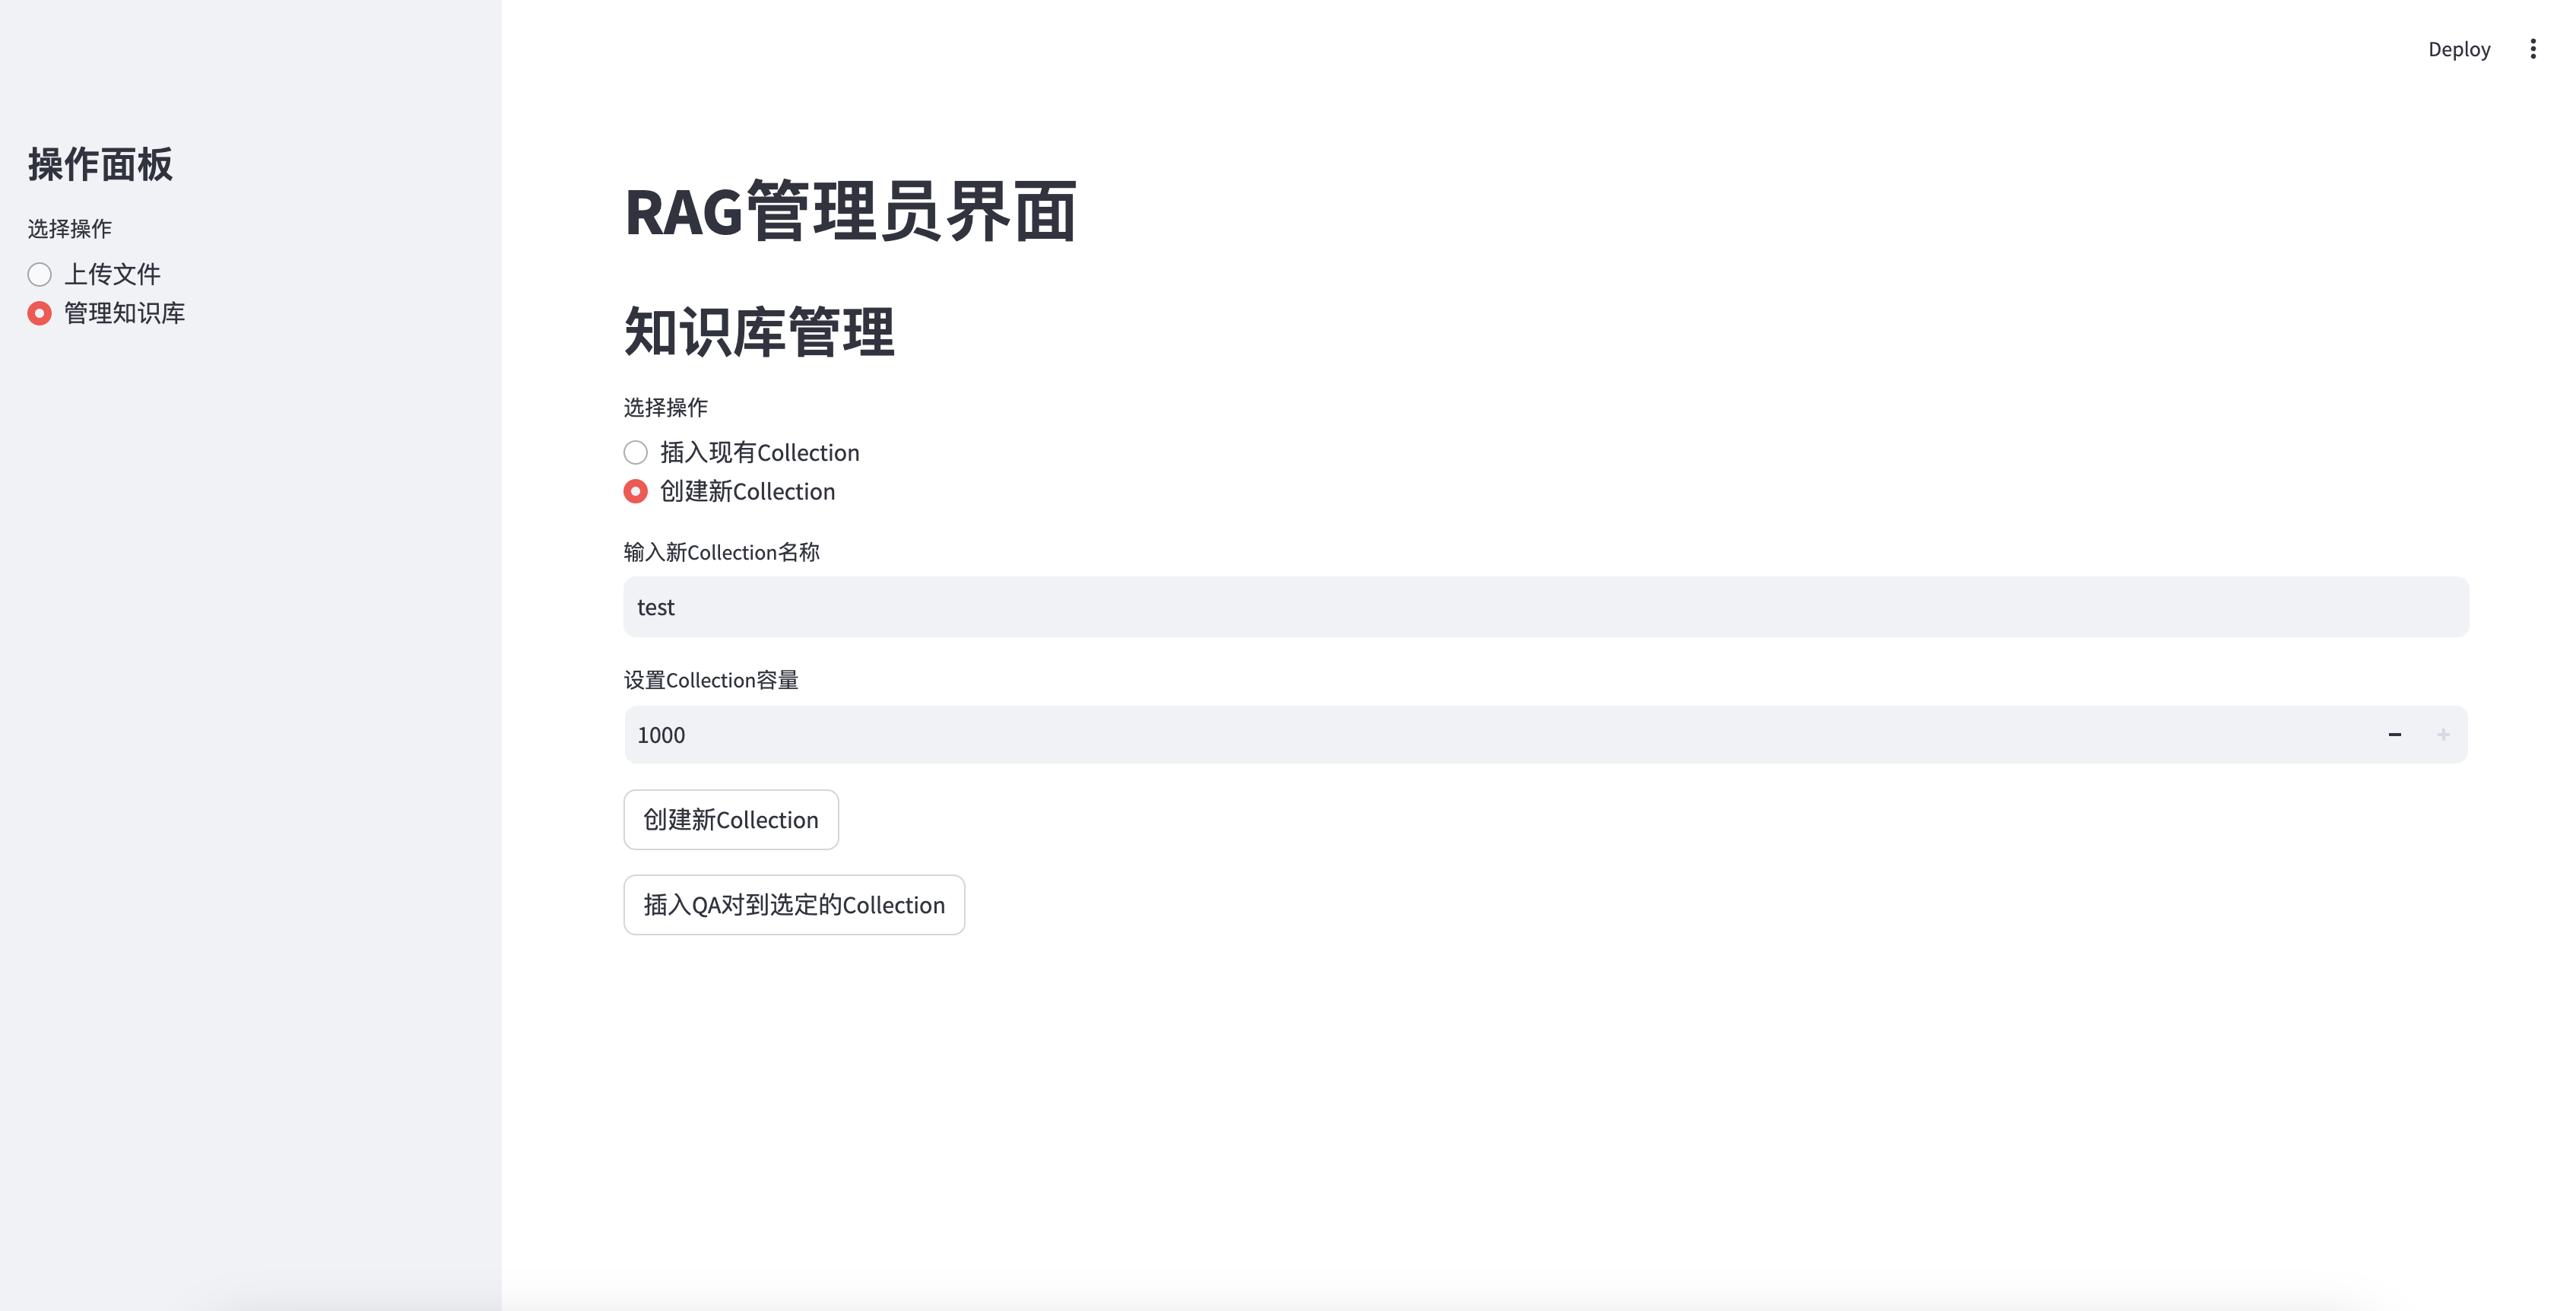 Deploy
操作面板
选择操作
上传文件
管理知识库
RAG管理员界面
知识库管理
选择操作
插入现有Collection
创建新Collection
输入新Collection名称
test
设置Collection容量
1000
创建新Collection
插入QA对到选定的Collection